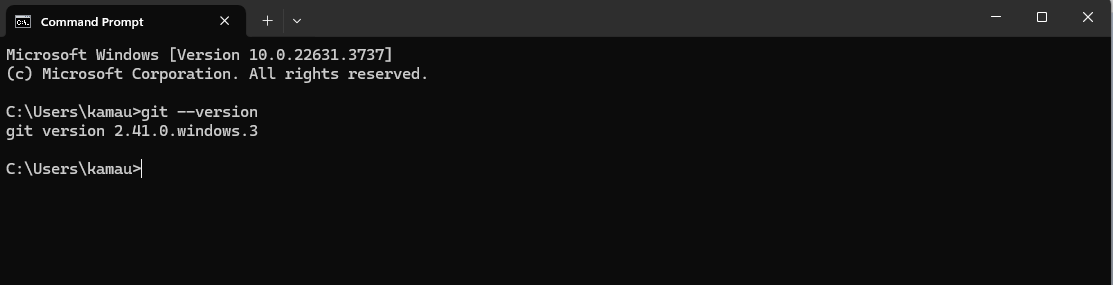 Command Prompt
Microsoft Windows [Version 10.0.22631.3737]
(c) Microsoft Corporation. All rights reserved.
C:\Users\kamau>git --version
git version 2.41.0.windows.3
C:\Users\kamau>